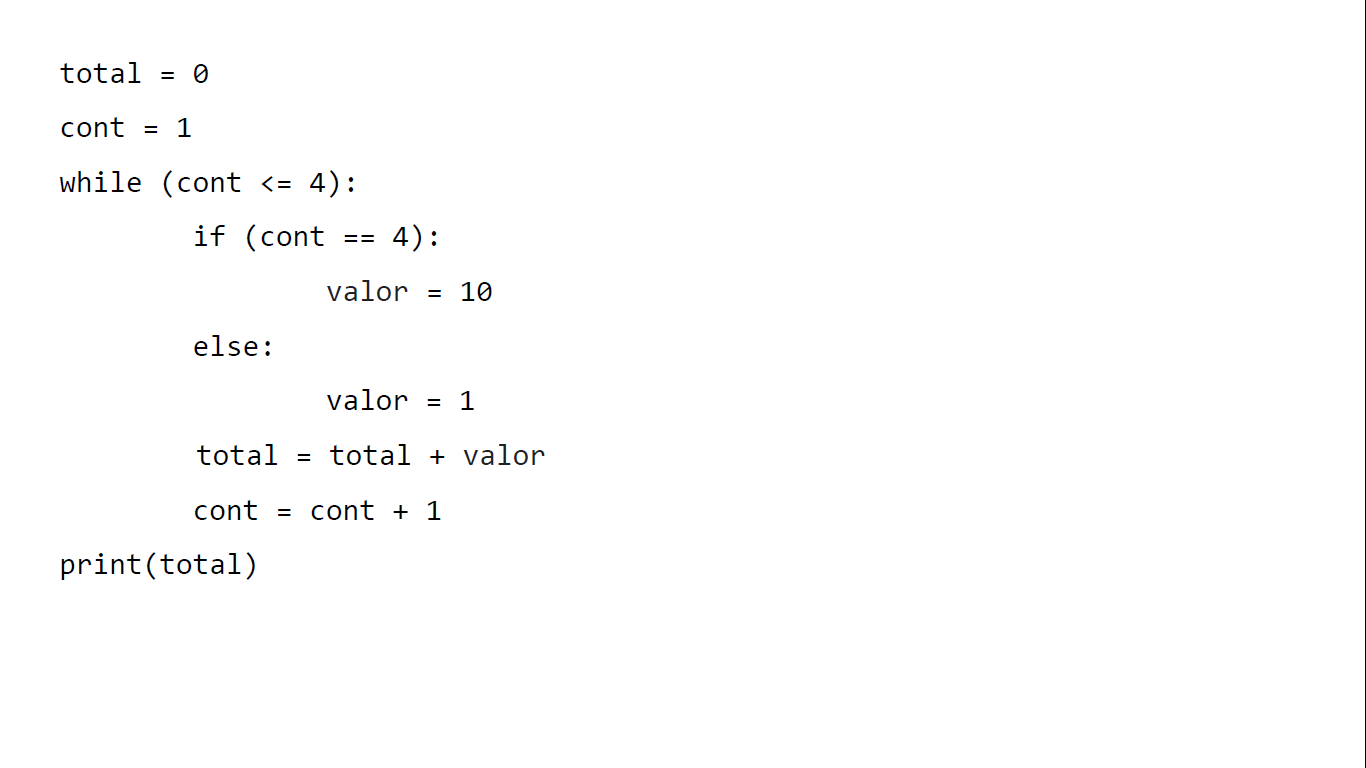 total = 0
cont = 1
while (cont <= 4):
        if (cont == 4):
                valor = 10
        else:
                valor = 1
        total = total + valor
        cont = cont + 1
print(total)